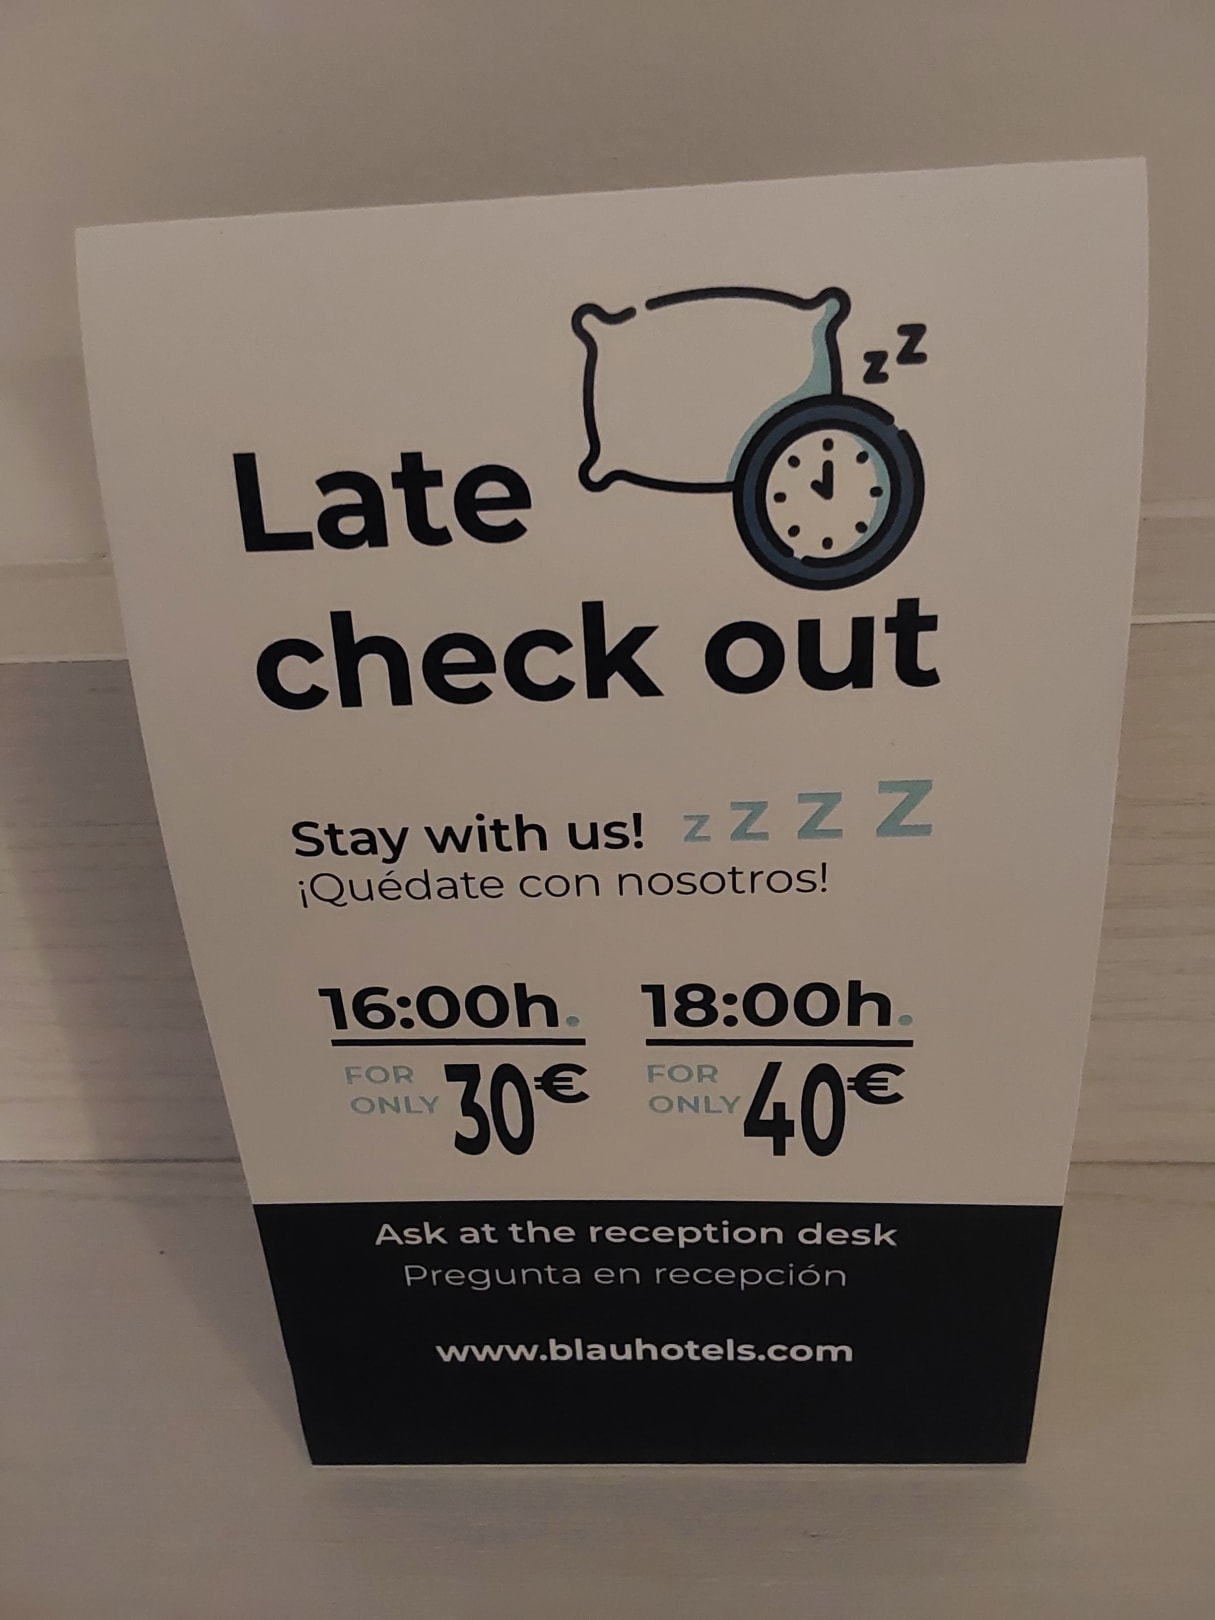 z Z
Late
check out
Stay with us! z Z Z Z
¡Quédate con nosotros!
16:00h. 18:00h.
FOR ONLY 30€ FOR ONLY 40€
Ask at the reception desk
Pregunta en recepción
www.blauhotels.com